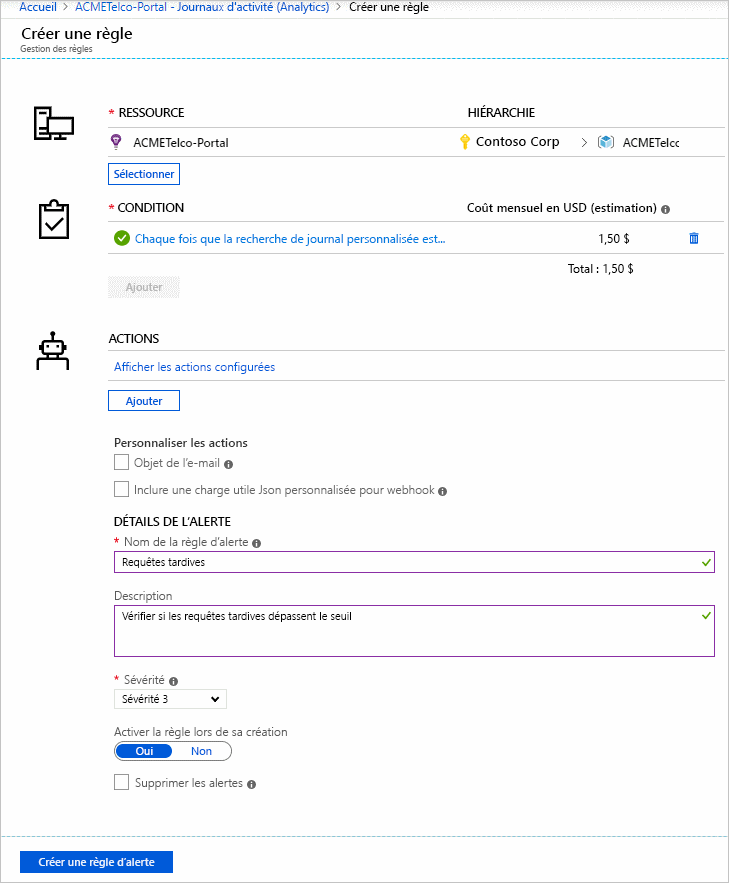 Accueil > ACMETelco-Portal - Journaux d'activité (Analytics) > Créer une règle
Créer une règle
Gestion des règles
* RESSOURCE HIÉRARCHIE
ACMETelco-Portal Contoso Corp > ACMETelcc
Sélectionner
* CONDITION Coût mensuel en USD (estimation)
Chaque fois que la recherche de journal personnalisée est... 1,50 $
Total : 1,50 $
Ajouter
ACTIONS
Afficher les actions configurées
Ajouter
Personnaliser les actions
Objet de l'e-mail
Inclure une charge utile Json personnalisée pour webhook
DÉTAILS DE L'ALERTE
* Nom de la règle d'alerte
Requêtes tardives
Description
Vérifier si les requêtes tardives dépassent le seuil
* Sévérité
Sévérité 3
Activer la règle lors de sa création
Oui Non
Supprimer les alertes
Créer une règle d'alerte